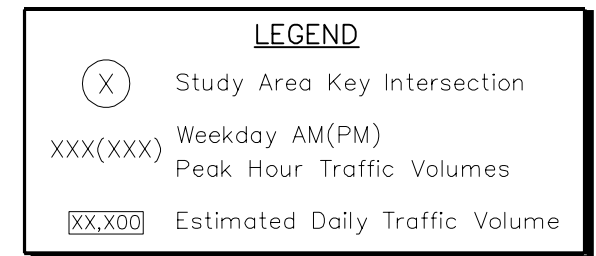 LEGEND
X Study Area Key Intersection
XXX(XXX) Weekday AM(PM)
Peak Hour Traffic Volumes
XX,X00 Estimated Daily Traffic Volume